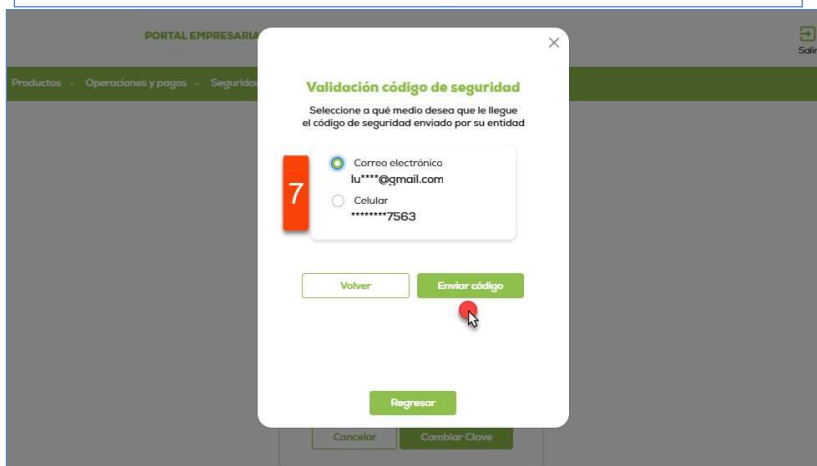 PORTAL EMPRESARIA
Salir
Productos Operaciones y pagos Seguridad
Validación código de seguridad
Seleccione a qué medio desea que le llegue
el código de seguridad enviado por su entidad
7
Correo electrónico
lu****@gmail.com
Celular
********7563
Volver Enviar código
Regresar
Cancelar Cambiar Clave